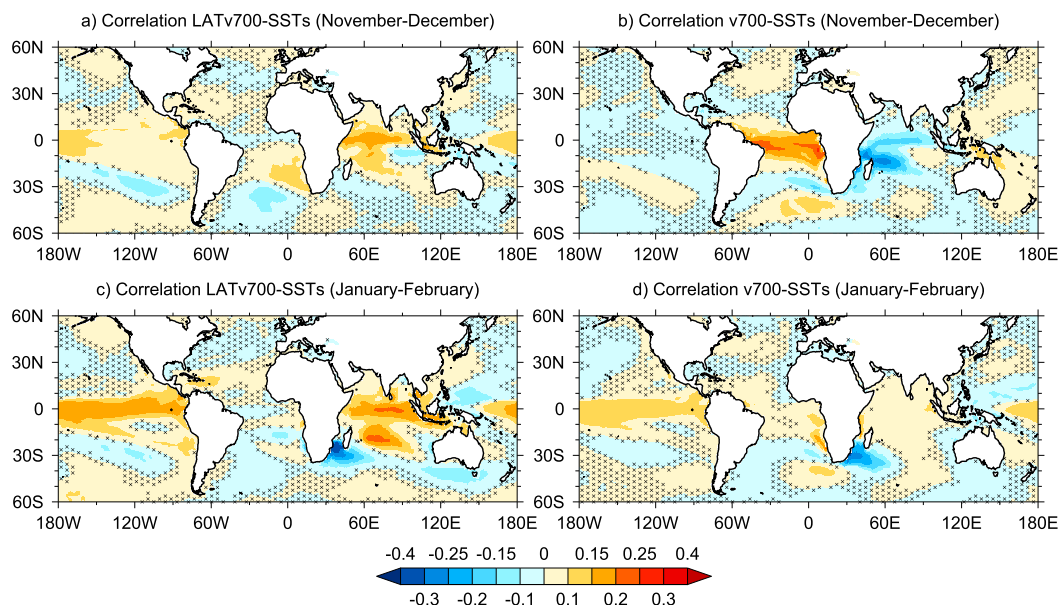 a) Correlation LATv700-SSTs (November-December)
b) Correlation v700-SSTs (November-December)
60N
30N
0
30S
60S
180W 120W 60W 0 60E 120E 180E
60N
30N
0
30S
60S
180W 120W 60W 0 60E 120E 180E
c) Correlation LATv700-SSTs (January-February)
d) Correlation v700-SSTs (January-February)
60N
30N
0
30S
60S
180W 120W 60W 0 60E 120E 180E
60N
30N
0
30S
60S
180W 120W 60W 0 60E 120E 180E
-0.4 -0.25 -0.15 0 0.15 0.25 0.4
-0.3 -0.2 -0.1 0.1 0.2 0.3